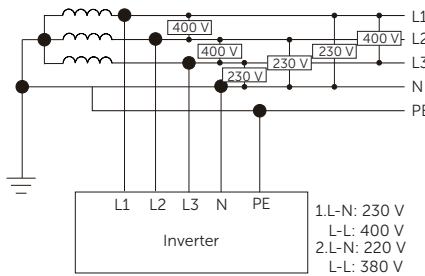 L1
400 V
L2
400 V
400 V
230 V
230 V
L3
230 V
N
PE
L1 L2 L3 N PE
Inverter
1.L-N: 230 V
L-L: 400 V
2.L-N: 220 V
L-L: 380 V